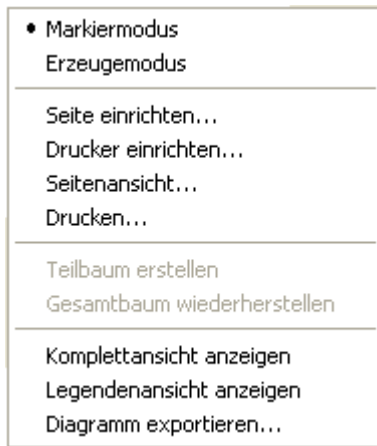 Markiermodus
Erzeugemodus
Seite einrichten...
Drucker einrichten...
Seitenansicht...
Drucken...
Teilbaum erstellen
Gesamtbaum wiederherstellen
Komplettansicht anzeigen
Legendenansicht anzeigen
Diagramm exportieren...